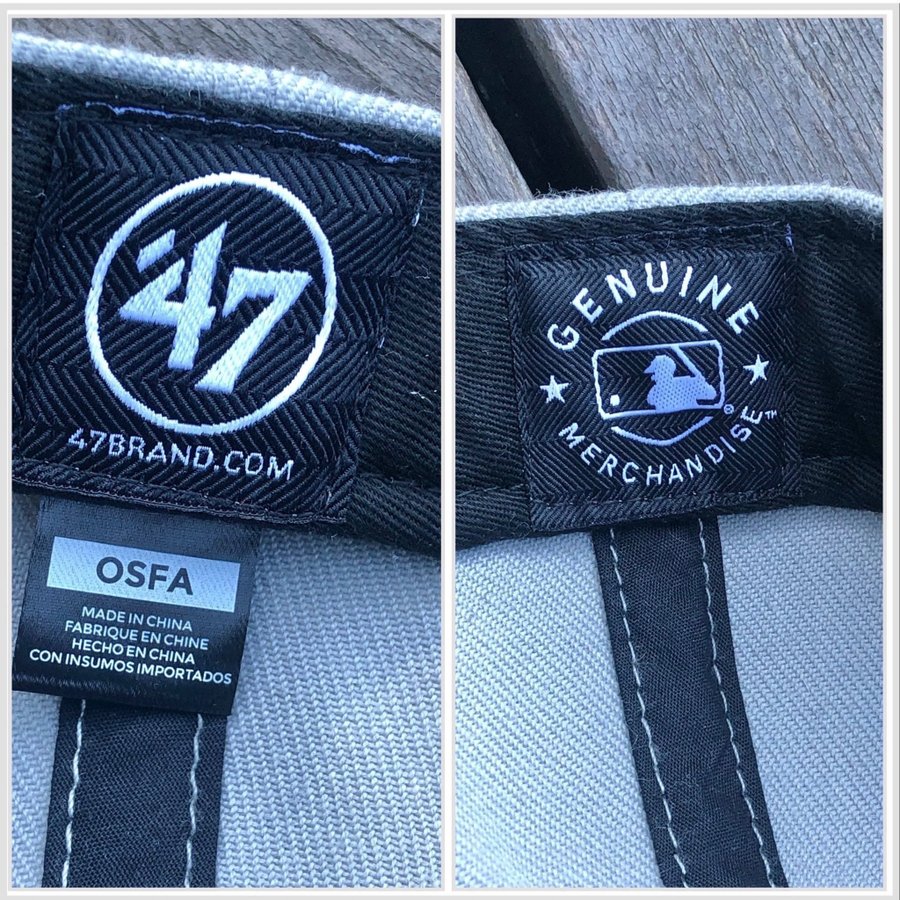 '47
47BRAND.COM
OSFA
MADE IN CHINA
FABRIQUE EN CHINE
HECHO EN CHINA
CON INSUMOS IMPORTADOS
GENUINE
®
MERCHANDISE™